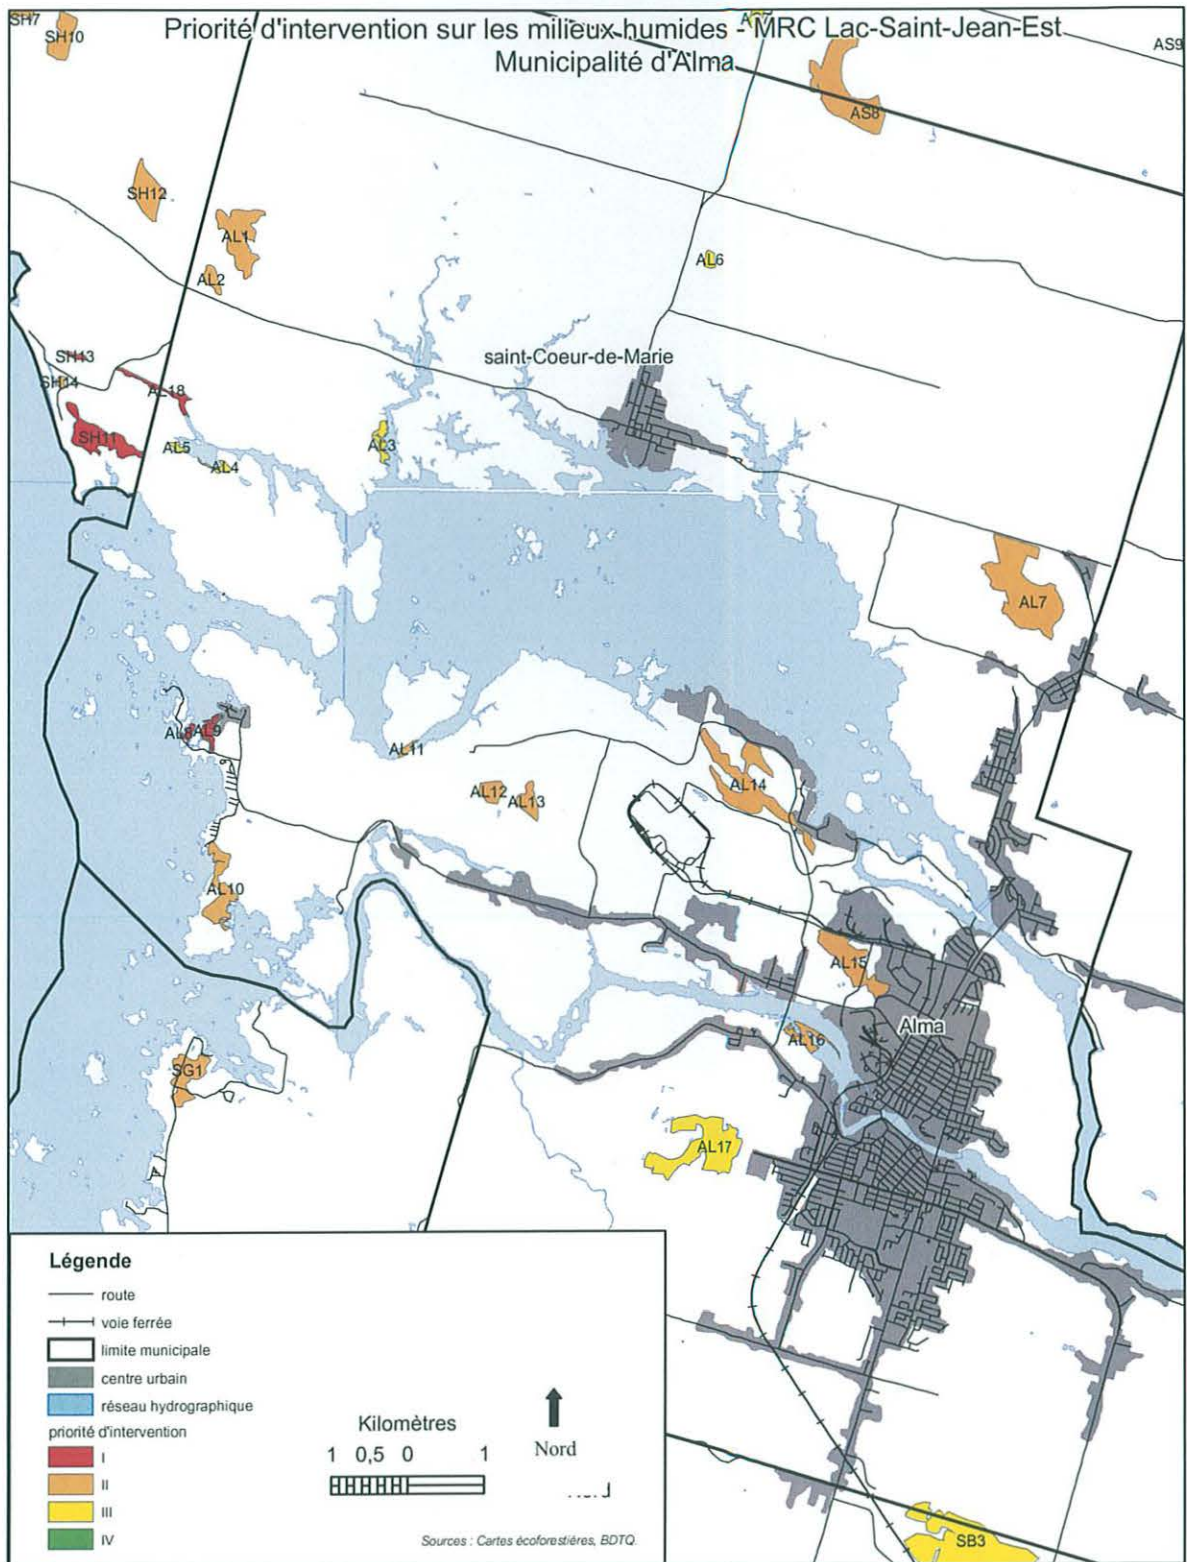 Priorité d'intervention sur les milieux humides - MRC Lac-Saint-Jean-Est
Municipalité d'Alma
SH7
SH10
AS9
AS8
SH12
AL1
AL2
AL6
saint-Coeur-de-Marie
SH13
SH14
AL18
SH11
AL5
AL4
AL3
AL7
AL8
AL9
AL11
AL12
AL13
AL14
AL10
AL15
Alma
AL16
SG1
AL17
Légende
route
voie ferrée
limite municipale
centre urbain
réseau hydrographique
priorité d'intervention
I
II
III
IV
Kilomètres
1 0,5 0 1
Nord
Sources : Cartes écoforestières, BDTQ.
SB3